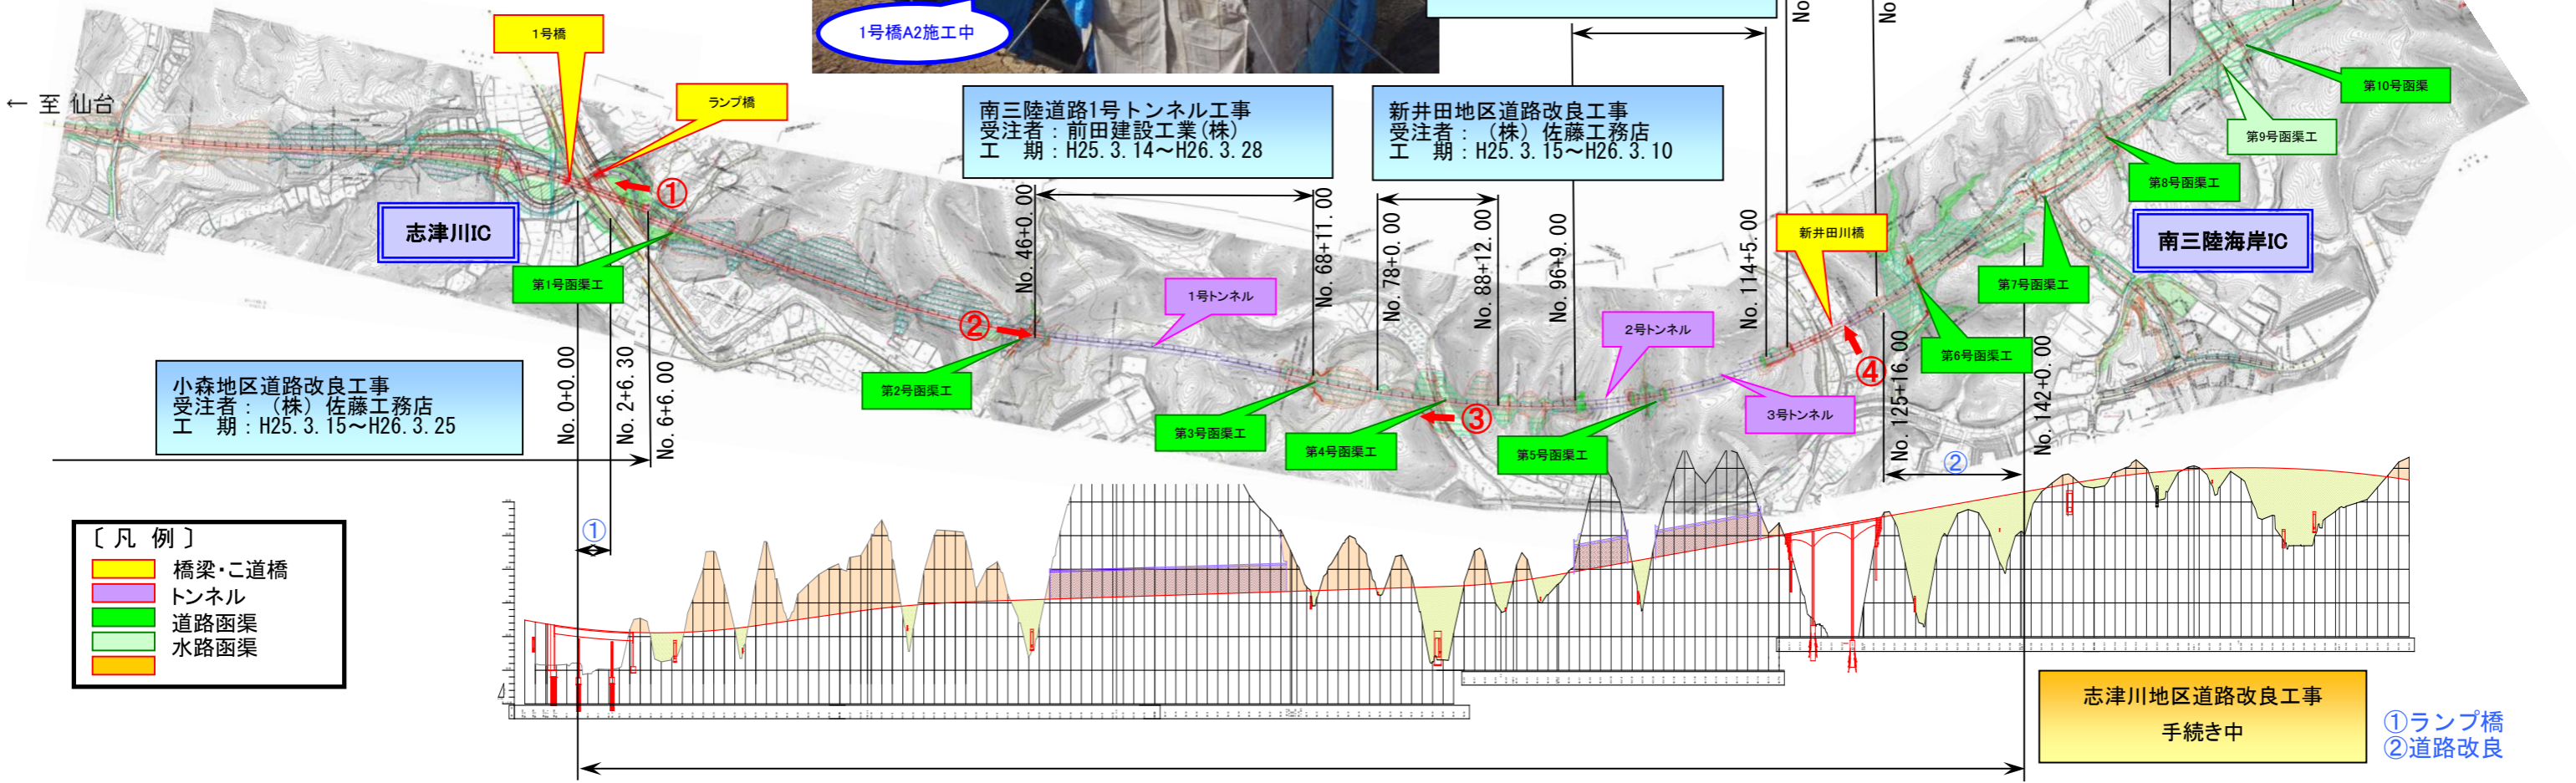 1号橋
1号橋A2施工中
ランプ橋
← 至 仙台
南三陸道路1号トンネル工事
受注者：前田建設工業(株)
工　期：H25.3.14～H26.3.28
新井田地区道路改良工事
受注者：（株）佐藤工務店
工　期：H25.3.15～H26.3.10
No.
No.
第10号函渠
第9号函渠工
第8号函渠工
第7号函渠工
第6号函渠工
南三陸海岸IC
新井田川橋
志津川IC
第1号函渠工
①
②
③
④
No. 46+0.00
No. 68+11.00
No. 78+0.00
No. 88+12.00
No. 96+9.00
No. 114+5.00
No. 125+16.00
No. 142+0.00
1号トンネル
2号トンネル
3号トンネル
第2号函渠工
第3号函渠工
第4号函渠工
第5号函渠工
小森地区道路改良工事
受注者：（株）佐藤工務店
工　期：H25.3.15～H26.3.25
No. 0+0.00
No. 2+6.30
No. 6+6.00
①
②
〔 凡 例 〕
橋梁・こ道橋
トンネル
道路函渠
水路函渠
志津川地区道路改良工事
手続き中
①ランプ橋
②道路改良